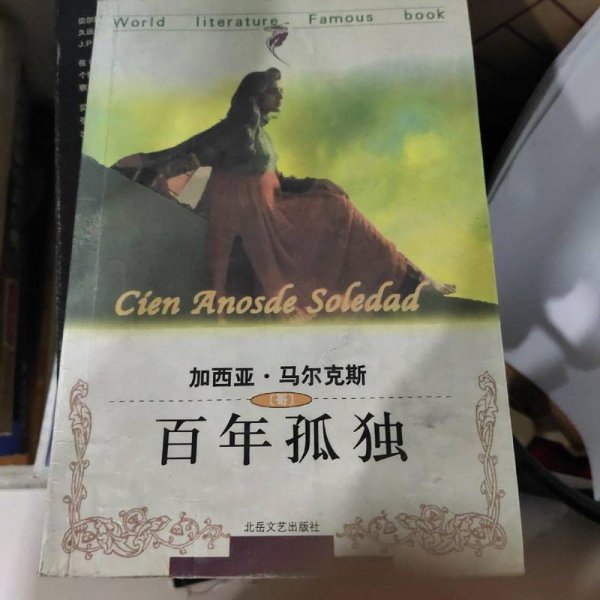 World literature Famous book
Cien Anosde Soledad
加西亚·马尔克斯
[哥]
百年孤独
北岳文艺出版社
J.P